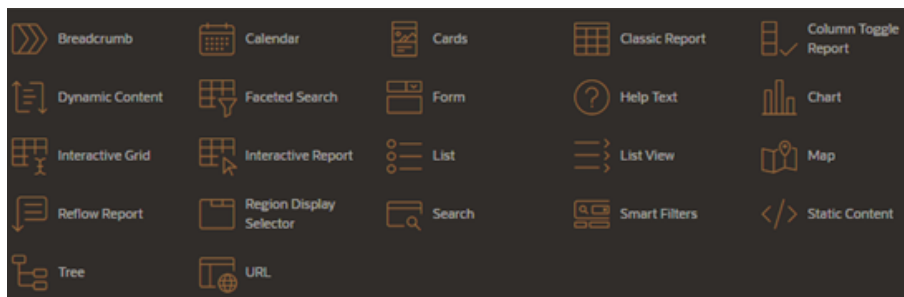 Breadcrumb
Calendar
Cards
Classic Report
Column Toggle
Report
Dynamic Content
Faceted Search
Form
Help Text
Chart
Interactive Grid
Interactive Report
List
List View
Map
Reflow Report
Region Display
Selector
Search
Smart Filters
Static Content
Tree
URL